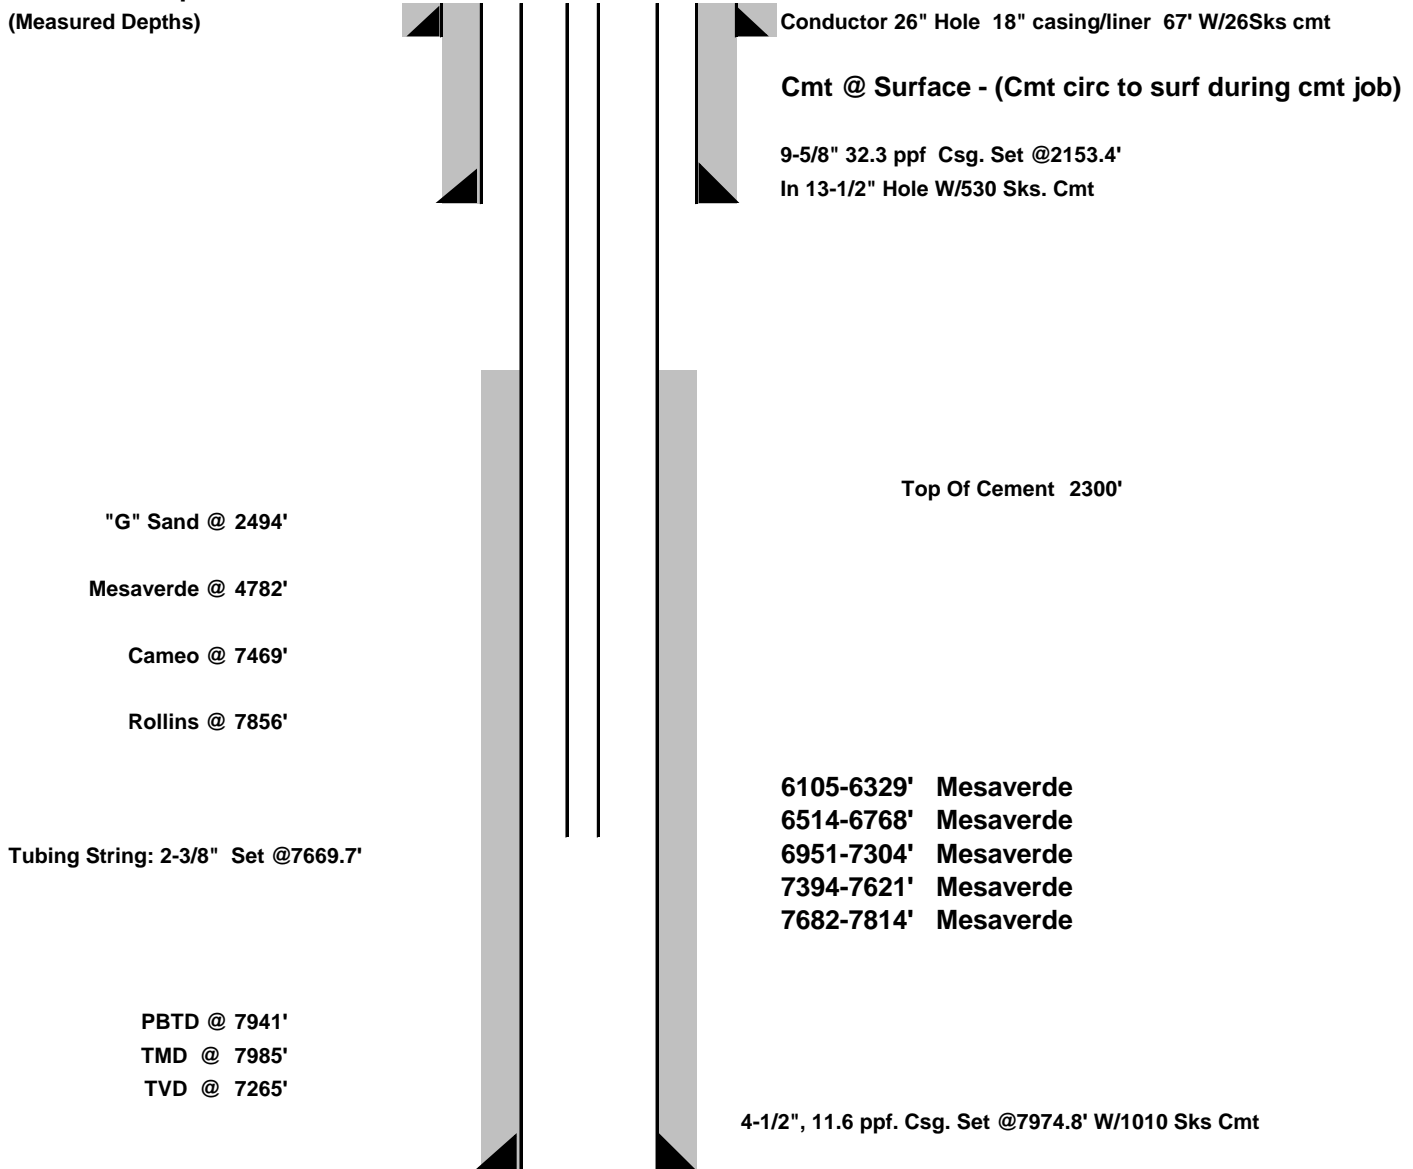 (Measured Depths)
Conductor 26" Hole 18" casing/liner 67' W/26Sks cmt
Cmt @ Surface - (Cmt circ to surf during cmt job)
9-5/8" 32.3 ppf Csg. Set @2153.4'
In 13-1/2" Hole W/530 Sks. Cmt
Top Of Cement 2300'
"G" Sand @ 2494'
Mesaverde @ 4782'
Cameo @ 7469'
Rollins @ 7856'
6105-6329' Mesaverde
6514-6768' Mesaverde
6951-7304' Mesaverde
7394-7621' Mesaverde
7682-7814' Mesaverde
Tubing String: 2-3/8" Set @7669.7'
PBTD @ 7941'
TMD @ 7985'
TVD @ 7265'
4-1/2", 11.6 ppf. Csg. Set @7974.8' W/1010 Sks Cmt